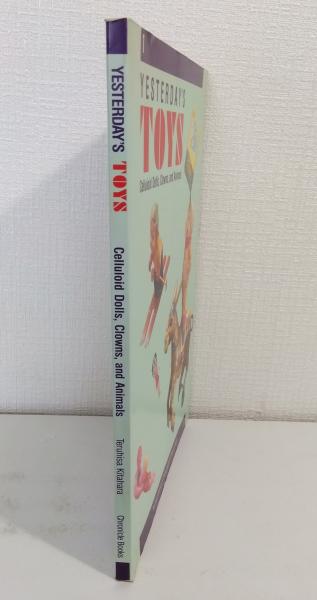 YESTERDAY'S TOYS Celluloid Dolls, Clowns, and Animals Teruhisa Kitahara Chronicle Books
YESTERDAY'S
TOYS
Celluloid Dolls, Clowns, and Animals